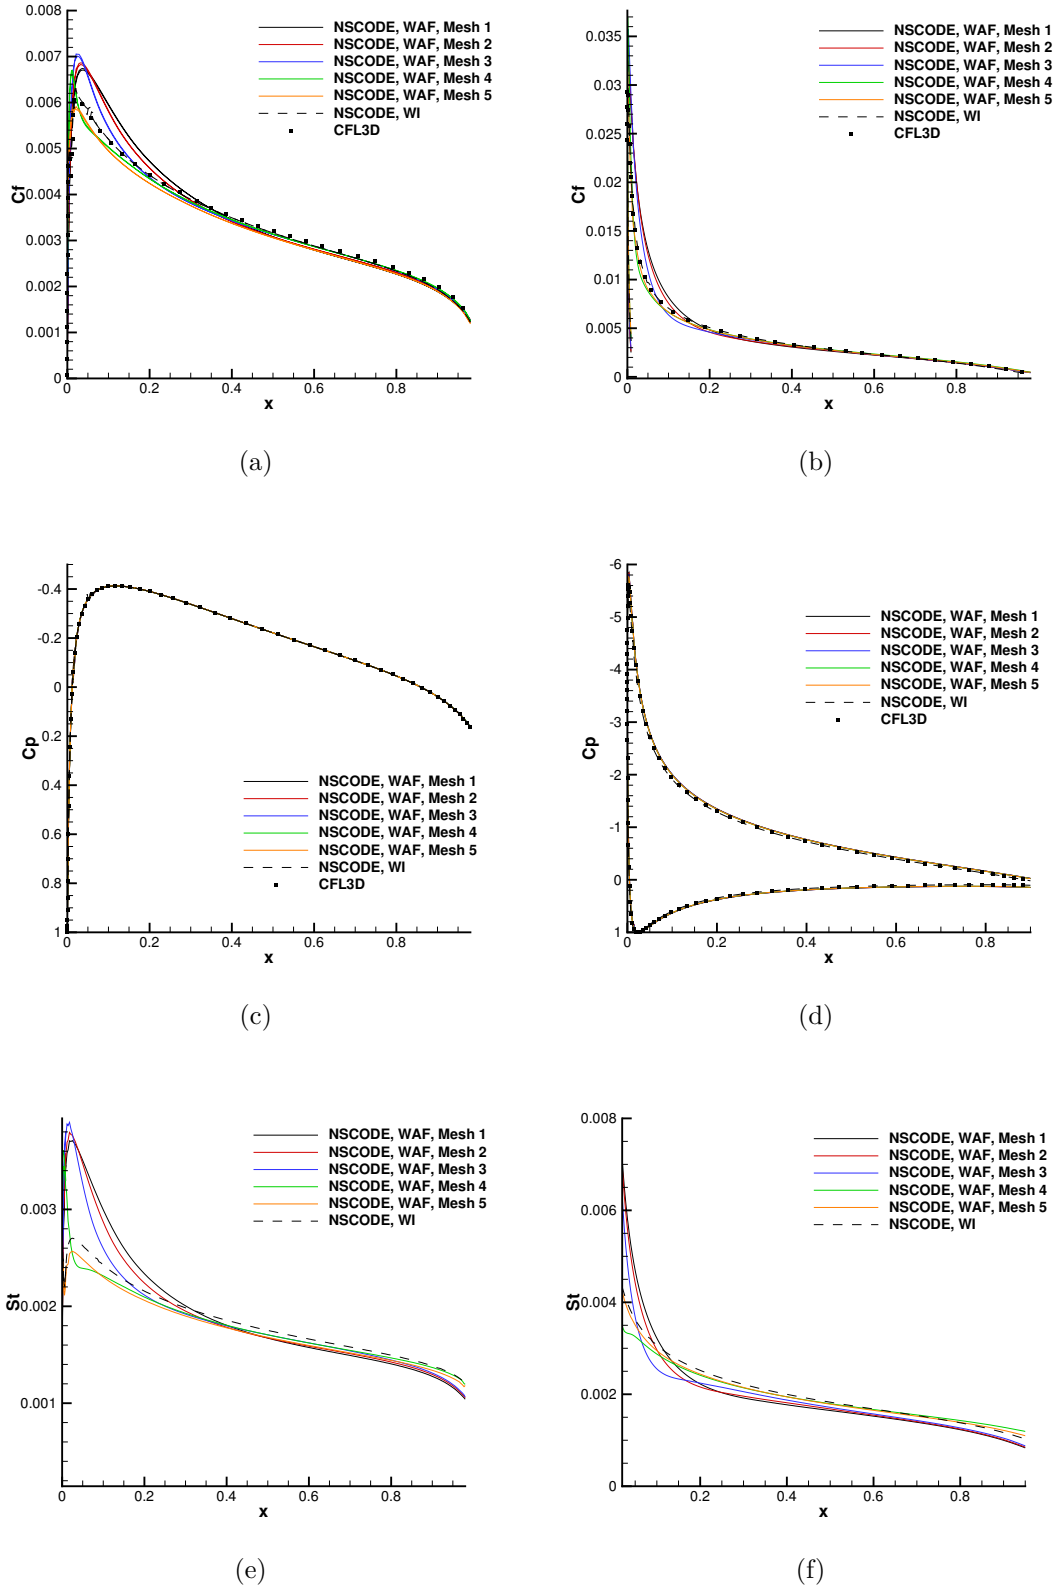 0.008
0.007
0.006
0.005
0.004
0.003
0.002
0.001
0
Cf
0
0.2
0.4
0.6
0.8
x
NSCODE, WAF, Mesh 1
NSCODE, WAF, Mesh 2
NSCODE, WAF, Mesh 3
NSCODE, WAF, Mesh 4
NSCODE, WAF, Mesh 5
NSCODE, WI
CFL3D
(a)
0.035
0.03
0.025
0.02
0.015
0.01
0.005
0
Cf
0
0.2
0.4
0.6
0.8
x
NSCODE, WAF, Mesh 1
NSCODE, WAF, Mesh 2
NSCODE, WAF, Mesh 3
NSCODE, WAF, Mesh 4
NSCODE, WAF, Mesh 5
NSCODE, WI
CFL3D
(b)
-0.4
-0.2
0
0.2
0.4
0.6
0.8
1
Cp
0
0.2
0.4
0.6
0.8
x
NSCODE, WAF, Mesh 1
NSCODE, WAF, Mesh 2
NSCODE, WAF, Mesh 3
NSCODE, WAF, Mesh 4
NSCODE, WAF, Mesh 5
NSCODE, WI
CFL3D
(c)
-6
-5
-4
-3
-2
-1
0
1
Cp
0
0.2
0.4
0.6
0.8
x
NSCODE, WAF, Mesh 1
NSCODE, WAF, Mesh 2
NSCODE, WAF, Mesh 3
NSCODE, WAF, Mesh 4
NSCODE, WAF, Mesh 5
NSCODE, WI
CFL3D
(d)
0.003
0.002
0.001
St
0
0.2
0.4
0.6
0.8
x
NSCODE, WAF, Mesh 1
NSCODE, WAF, Mesh 2
NSCODE, WAF, Mesh 3
NSCODE, WAF, Mesh 4
NSCODE, WAF, Mesh 5
NSCODE, WI
(e)
0.008
0.006
0.004
0.002
0
St
0.2
0.4
0.6
0.8
x
NSCODE, WAF, Mesh 1
NSCODE, WAF, Mesh 2
NSCODE, WAF, Mesh 3
NSCODE, WAF, Mesh 4
NSCODE, WAF, Mesh 5
NSCODE, WI
(f)